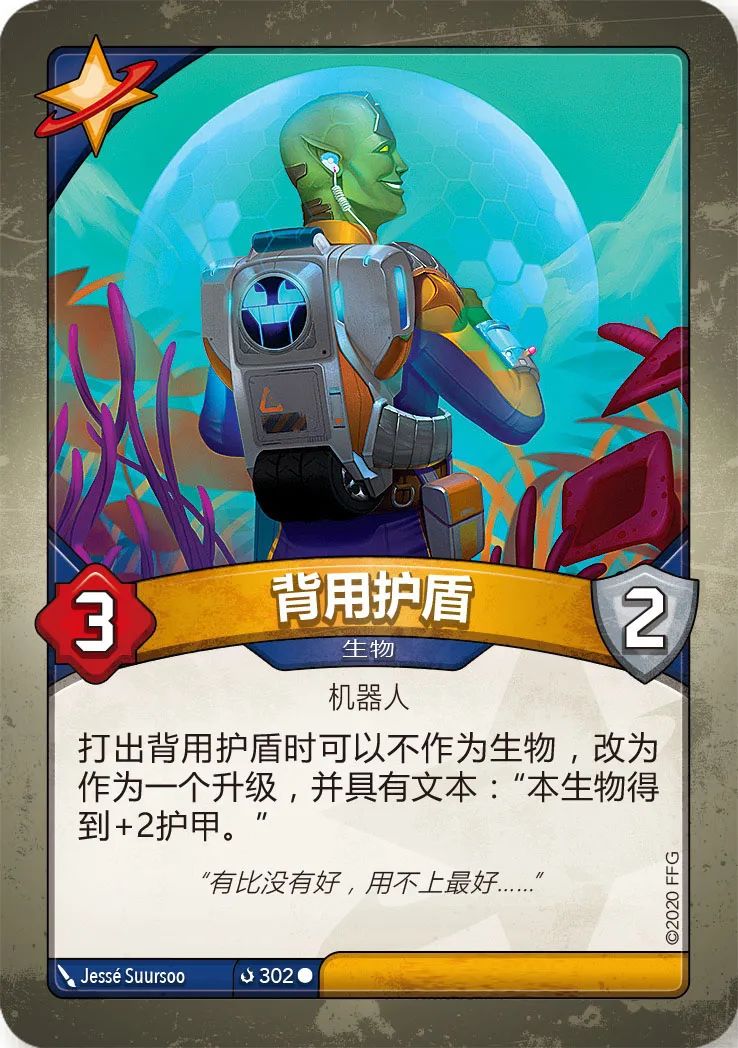 背用护盾
3
2
生物
机器人
打出背用护盾时可以不作为生物，改为
作为一个升级，并具有文本：“本生物得
到+2护甲。”
“有比没有好，用不上最好……”
©2020 FFG
Jessé Suursoo
302